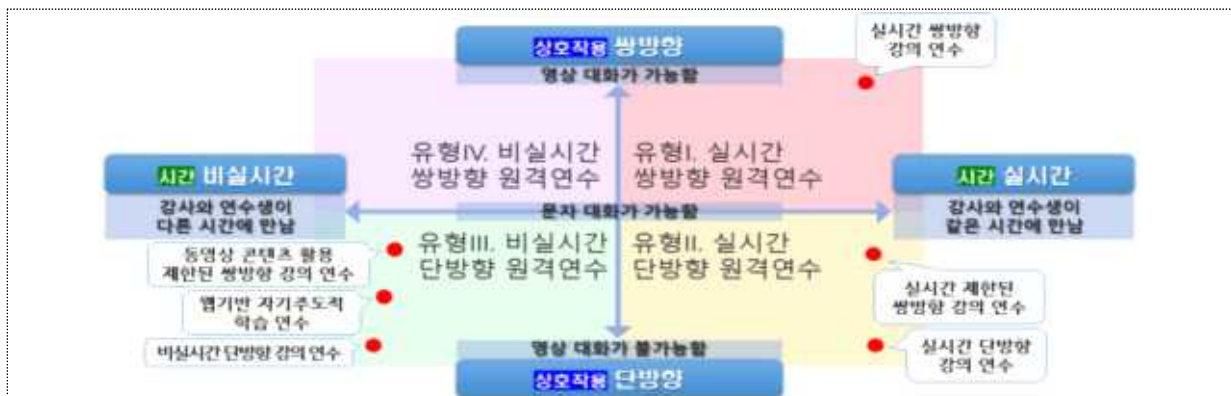 상호작용 쌍방향
영상 대화가 가능함
실시간 쌍방향
강의 연수
유형IV. 비실시간
쌍방향 원격연수
유형I. 실시간
쌍방향 원격연수
시간 비실시간
강사와 연수생이
다른 시간에 만남
문자 대화가 가능함
시간 실시간
강사와 연수생이
같은 시간에 만남
동영상 콘텐츠 활용
제한된 쌍방향 강의 연수
웹기반 자기주도적
학습 연수
비실시간 단방향 강의 연수
유형III. 비실시간
단방향 원격연수
유형II. 실시간
단방향 원격연수
실시간 제한된
쌍방향 강의 연수
실시간 단방향
강의 연수
영상 대화가 불가능함
상호작용 단방향